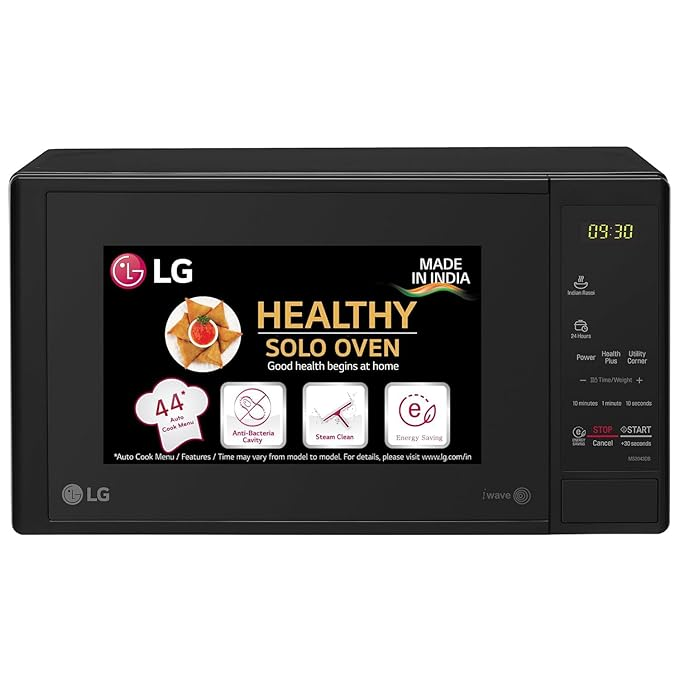 LG
MADE
IN INDIA
HEALTHY
SOLO OVEN
Good health begins at home
44*
Auto
Cook Menu
Anti-Bacteria
Cavity
Steam Clean
e
Energy Saving
*Auto Cook Menu / Features / Time may vary from model to model. For details, please visit www.lg.com/in
LG
i wave
09:30
Indian Rasoi
24 Hours
Power
Health
Plus
Utility
Corner
- Time/Weight +
10 minutes 1 minute 10 seconds
e
ENERGY
SAVING
STOP
Cancel
START
+30 seconds
MS2043DB